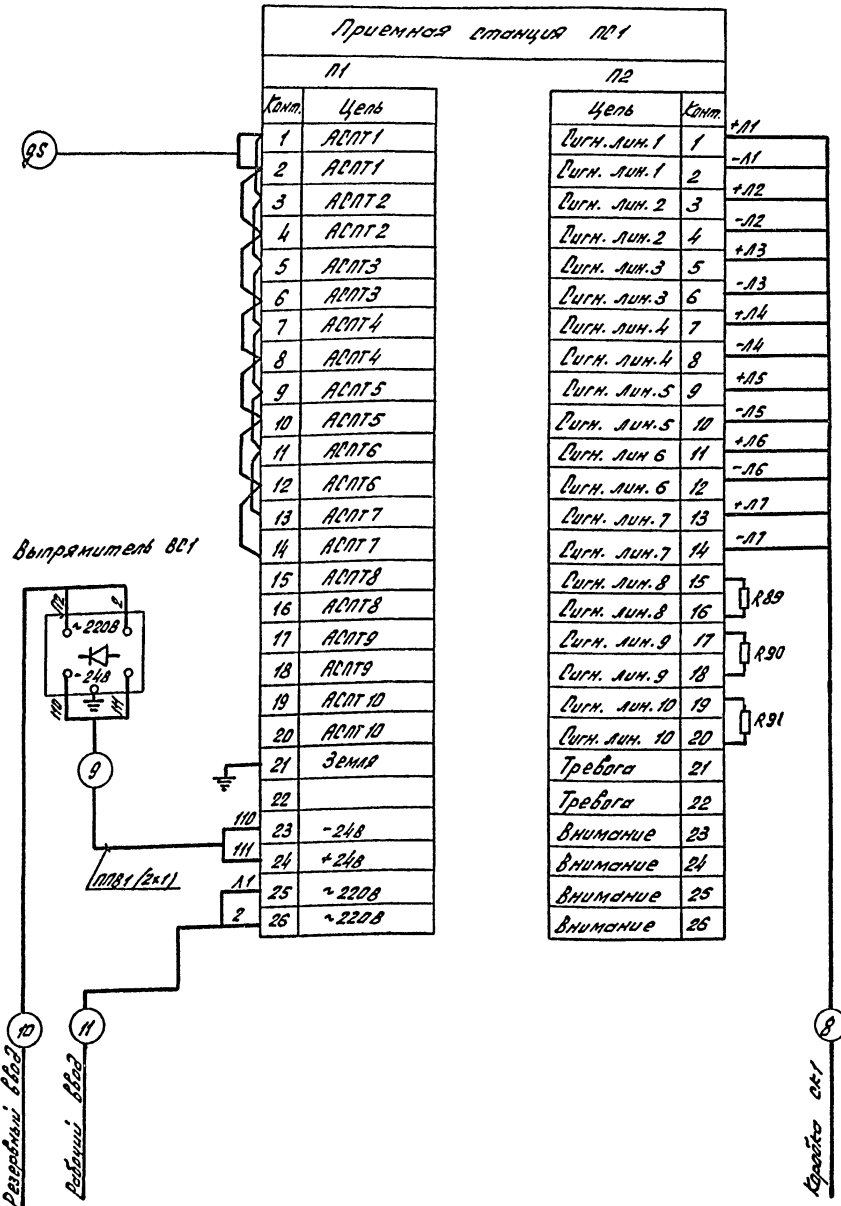 Приемная станция ПС1
П1
П2
Конт. Цепь
Цепь Конт.
1 АСПТ1
2 АСПТ1
3 АСПТ2
4 АСПТ2
5 АСПТ3
6 АСПТ3
7 АСПТ4
8 АСПТ4
9 АСПТ5
10 АСПТ5
11 АСПТ6
12 АСПТ6
13 АСПТ7
14 АСПТ7
15 АСПТ8
16 АСПТ8
17 АСПТ9
18 АСПТ9
19 АСПТ10
20 АСПТ10
21 Земля
22
23 -24В
24 +24В
25 ~220В
26 ~220В
Сигн. лин. 1 1 +Л1
Сигн. лин. 1 2 -Л1
Сигн. лин. 2 3 +Л2
Сигн. лин. 2 4 -Л2
Сигн. лин. 3 5 +Л3
Сигн. лин. 3 6 -Л3
Сигн. лин. 4 7 +Л4
Сигн. лин. 4 8 -Л4
Сигн. лин. 5 9 +Л5
Сигн. лин. 5 10 -Л5
Сигн. лин 6 11 +Л6
Сигн. лин. 6 12 -Л6
Сигн. лин. 7 13 +Л7
Сигн. лин. 7 14 -Л7
Сигн. лин. 8 15
Сигн. лин. 8 16
R89
Сигн. лин. 9 17
Сигн. лин. 9 18
R90
Сигн. лин. 10 19
Сигн. лин. 10 20
R91
Тревога 21
Тревога 22
Внимание 23
Внимание 24
Внимание 25
Внимание 26
95
Выпрямитель ВС1
Л2 2
~220В
-24В
110 111
9
110
111
ППВ1 (2х1)
Л1
2
10
11
8
Резервный ввод
Рабочий ввод
Коробка СК1